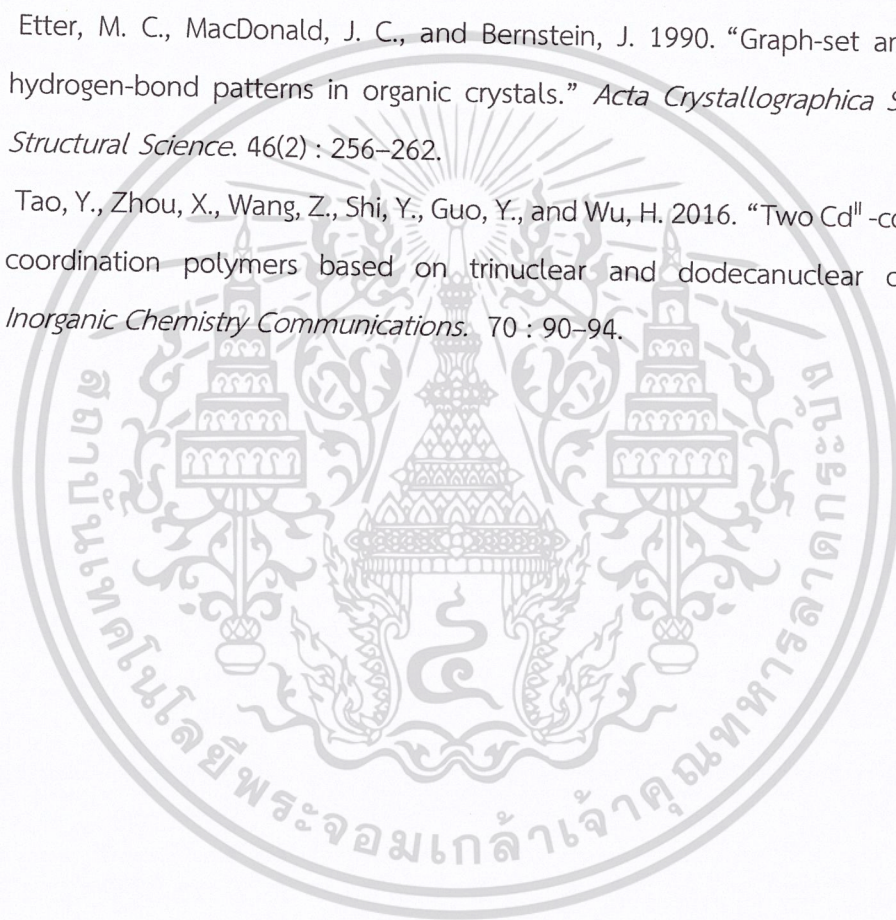 Etter, M. C., MacDonald, J. C., and Bernstein, J. 1990. “Graph-set
hydrogen-bond patterns in organic crystals.” Acta Crystallographica
Structural Science. 46(2) : 256–262.
Tao, Y., Zhou, X., Wang, Z., Shi, Y., Guo, Y., and Wu, H. 2016. “Two Cdᴵᴵ
coordination polymers based on trinuclear and dodecanuclear
Inorganic Chemistry Communications. 70 : 90–94.
สถาบันเทคโนโลยีพระจอมเกล้าเจ้าคุณทหารลาดกระบัง